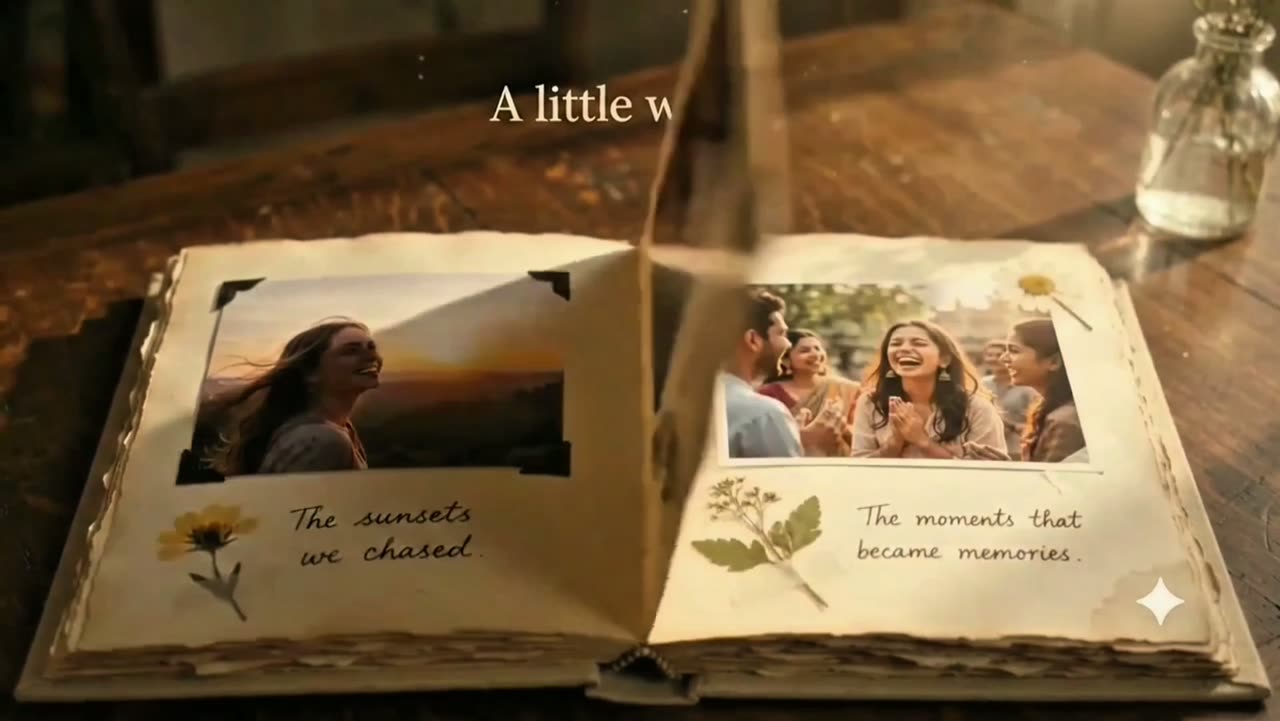 A little
The sunsets
we chased.
The moments that
became memories.